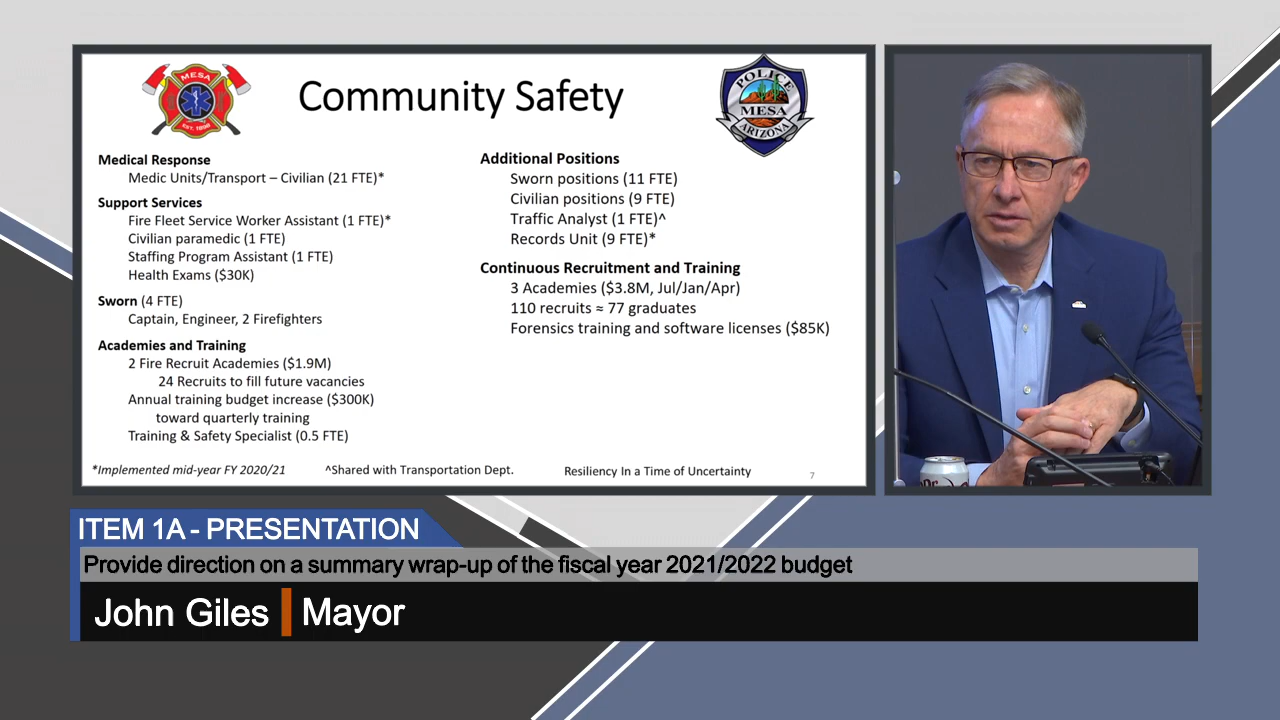 MESA
EST. 1898
Community Safety
POLICE
MESA
ARIZONA
Medical Response
Medic Units/Transport – Civilian (21 FTE)*
Support Services
Fire Fleet Service Worker Assistant (1 FTE)*
Civilian paramedic (1 FTE)
Staffing Program Assistant (1 FTE)
Health Exams ($30K)
Sworn (4 FTE)
Captain, Engineer, 2 Firefighters
Academies and Training
2 Fire Recruit Academies ($1.9M)
24 Recruits to fill future vacancies
Annual training budget increase ($300K)
toward quarterly training
Training & Safety Specialist (0.5 FTE)
Additional Positions
Sworn positions (11 FTE)
Civilian positions (9 FTE)
Traffic Analyst (1 FTE)^
Records Unit (9 FTE)*
Continuous Recruitment and Training
3 Academies ($3.8M, Jul/Jan/Apr)
110 recruits ≈ 77 graduates
Forensics training and software licenses ($85K)
*Implemented mid-year FY 2020/21 ^Shared with Transportation Dept. Resiliency In a Time of Uncertainty 7
ITEM 1A - PRESENTATION
Provide direction on a summary wrap-up of the fiscal year 2021/2022 budget
John Giles Mayor